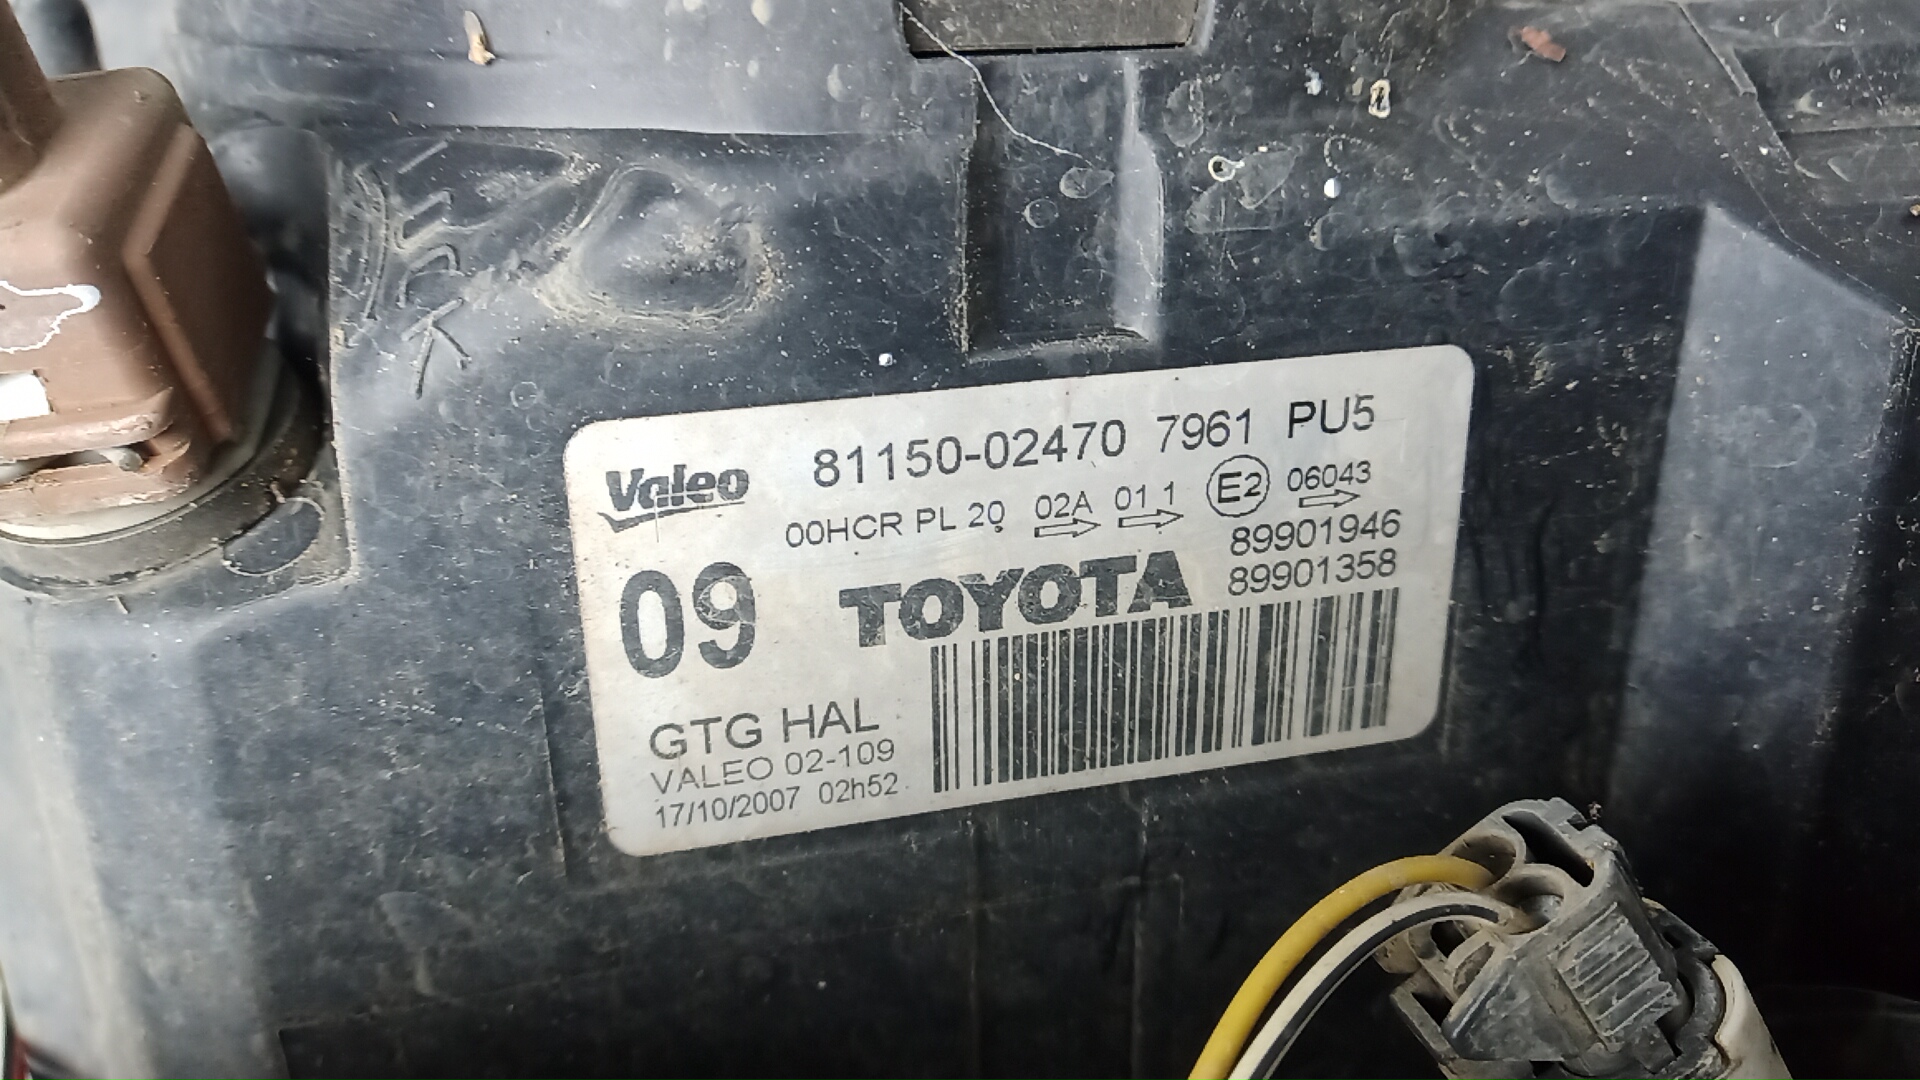 K
Valeo 81150-02470 7961 PU5
00HCR PL 20 02A 01 1 E2 06043
89901946
09 TOYOTA 89901358
GTG HAL
VALEO 02-109
17/10/2007 02h52